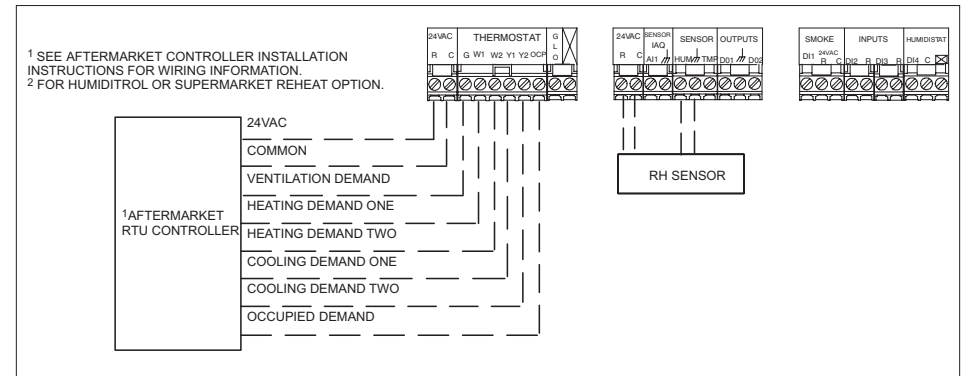 1 SEE AFTERMARKET CONTROLLER INSTALLATION
INSTRUCTIONS FOR WIRING INFORMATION.
2 FOR HUMIDITROL OR SUPERMARKET REHEAT OPTION.
24VAC THERMOSTAT G L O
R C G W1 W2 Y1 Y2 OCP
24VAC SENSOR IAQ SENSOR OUTPUTS
R C AI1 HUM TMP D01 D02
SMOKE INPUTS HUMIDISTAT
DI1 24VAC R C DI2 R DI3 R DI4 C
24VAC
COMMON
VENTILATION DEMAND
HEATING DEMAND ONE
HEATING DEMAND TWO
COOLING DEMAND ONE
COOLING DEMAND TWO
OCCUPIED DEMAND
1AFTERMARKET
RTU CONTROLLER
RH SENSOR